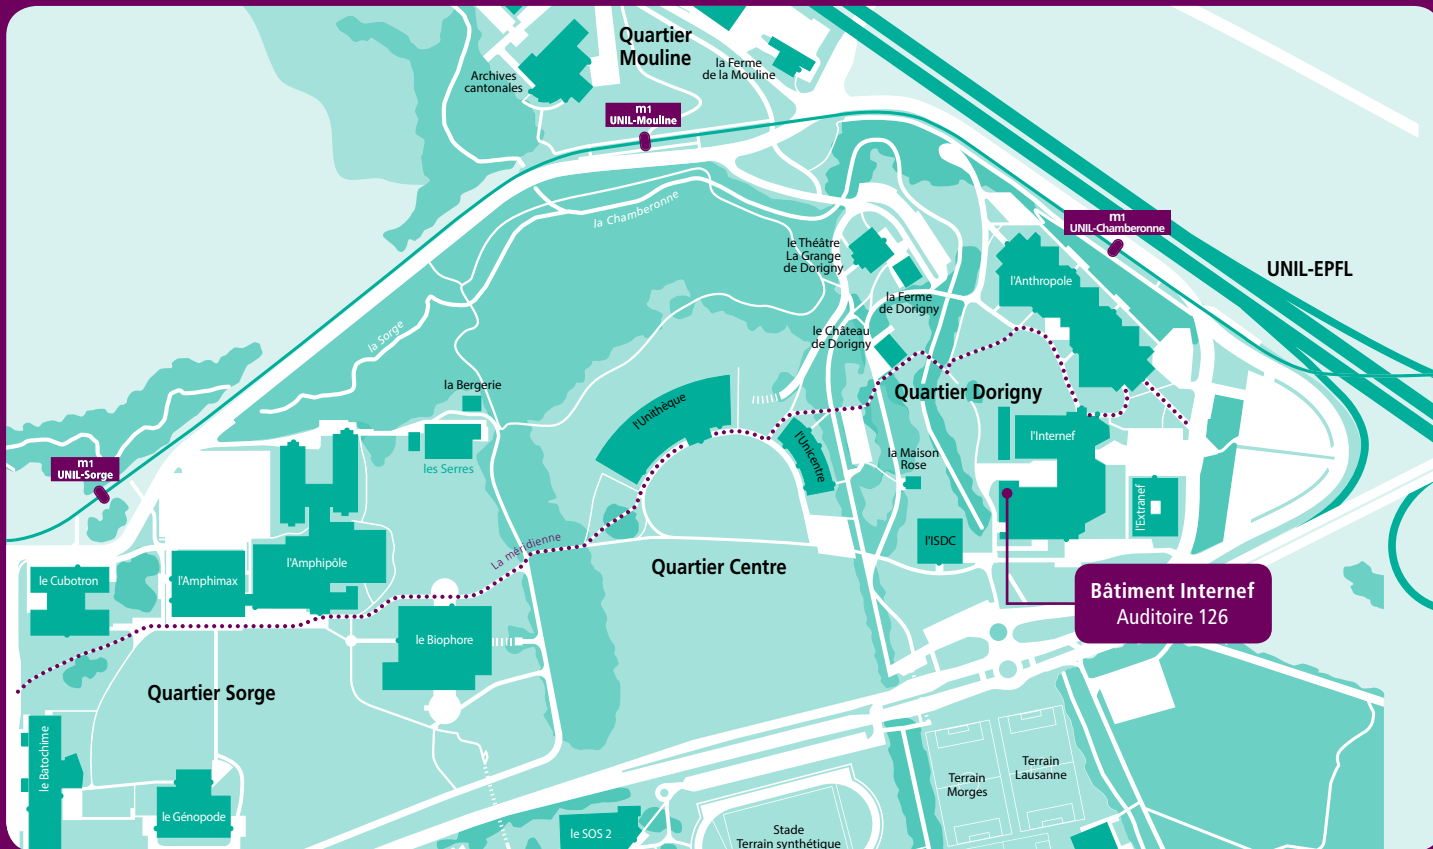 Quartier
Mouline
Archives
cantonales
la Ferme
de la Mouline
m1
UNIL-Mouline
la Chamberonne
m1
UNIL-Chamberonne
le Théâtre
La Grange
de Dorigny
UNIL-EPFL
l'Anthropole
la Ferme
de Dorigny
la Sorge
le Château
de Dorigny
la Bergerie
Quartier Dorigny
l'Unithèque
l'Internef
l'Unicentre
la Maison
Rose
m1
UNIL-Sorge
les Serres
l'Extranef
La méridienne
l'ISDC
l'Amphipôle
Quartier Centre
le Cubotron
l'Amphimax
Bâtiment Internef
Auditoire 126
le Biophore
Quartier Sorge
le Batochime
Terrain
Lausanne
Terrain
Morges
le Génopode
le SOS 2
Stade
Terrain synthétique